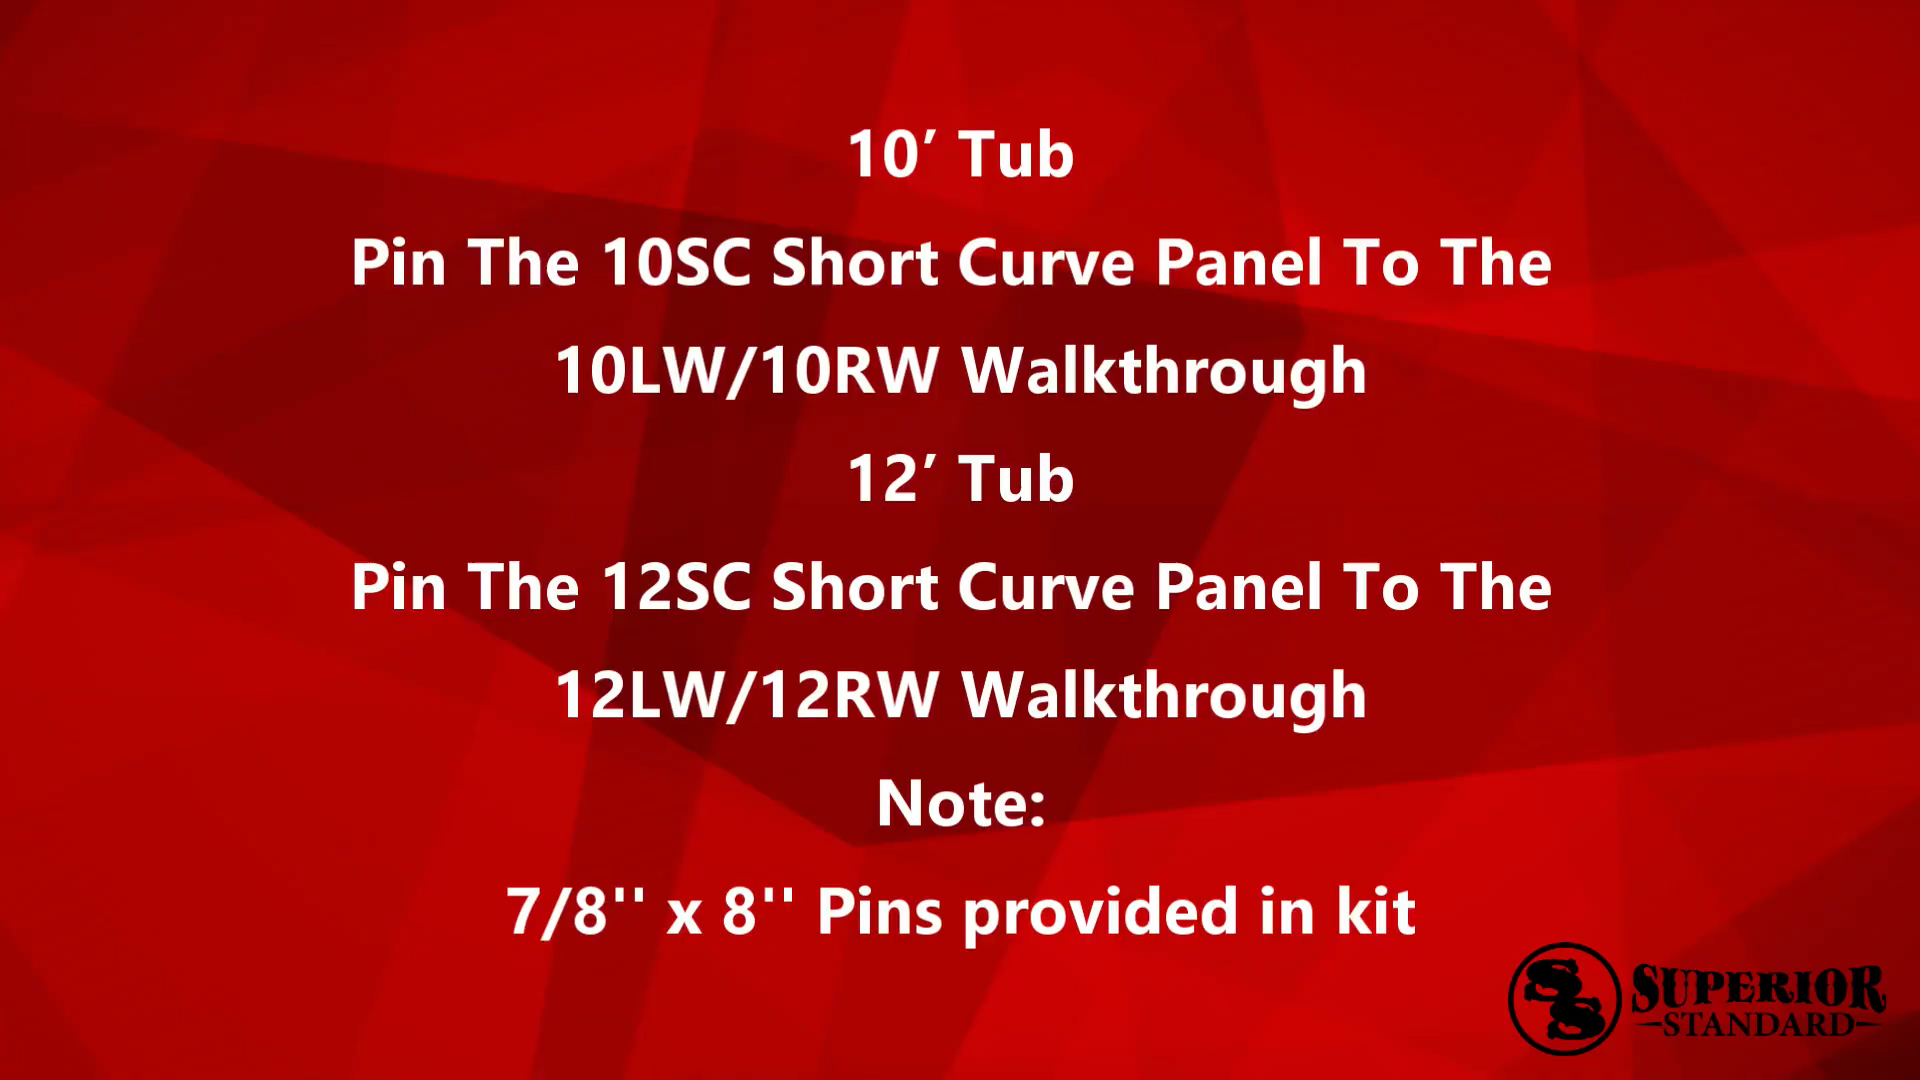 10’ Tub
Pin The 10SC Short Curve Panel To The
10LW/10RW Walkthrough
12’ Tub
Pin The 12SC Short Curve Panel To The
12LW/12RW Walkthrough
Note:
7/8'' x 8'' Pins provided in kit
SUPERIOR
STANDARD